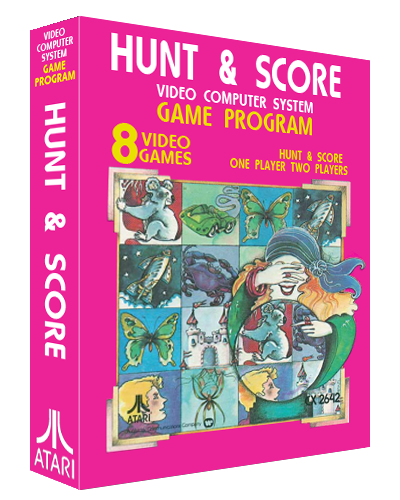 VIDEO
COMPUTER
SYSTEM
GAME
PROGRAM
HUNT & SCORE
ATARI
HUNT & SCORE
VIDEO COMPUTER SYSTEM
GAME PROGRAM
8 VIDEO
GAMES
HUNT & SCORE
ONE PLAYER TWO PLAYERS
ATARI
CX 2642